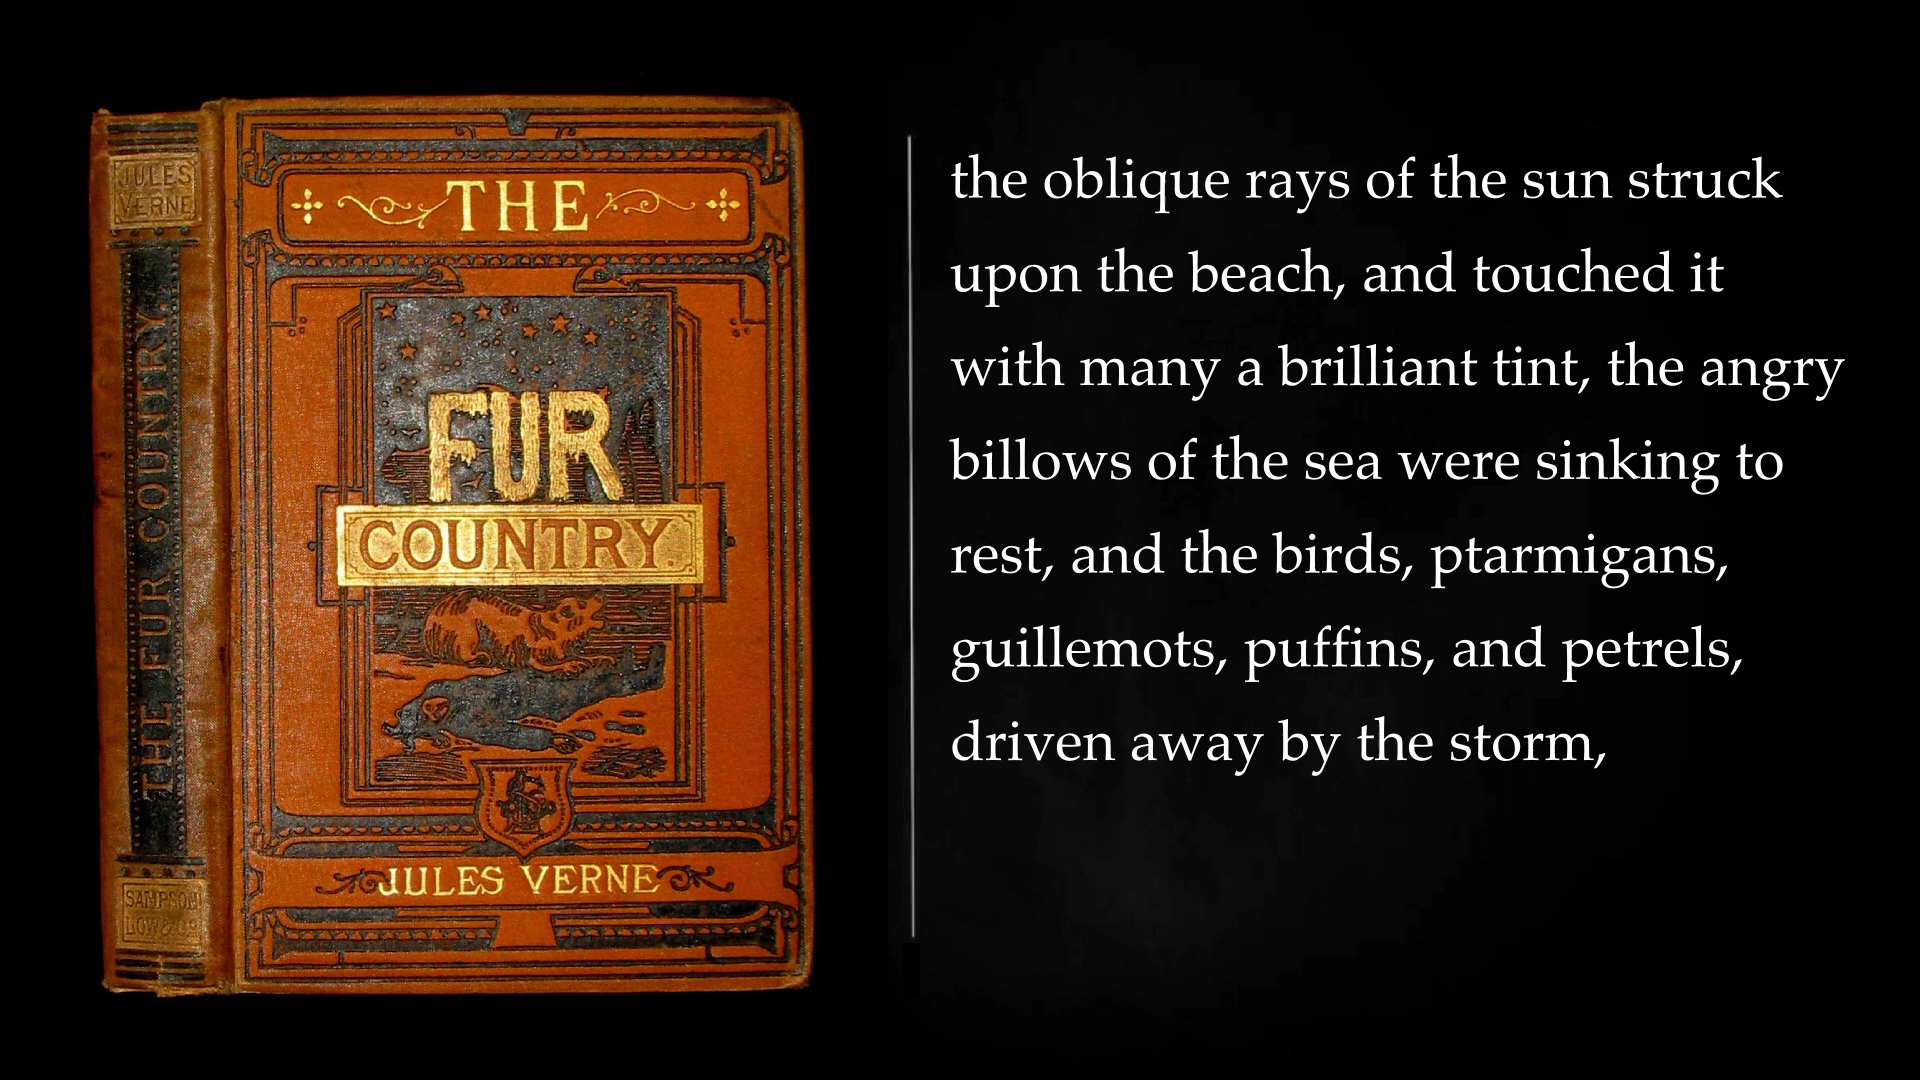 JULES
VERNE
THE FUR COUNTRY.
SAMPSON
LOW & Co
THE
FUR
COUNTRY.
JULES VERNE
the oblique rays of the sun struck
upon the beach, and touched it
with many a brilliant tint, the angry
billows of the sea were sinking to
rest, and the birds, ptarmigans,
guillemots, puffins, and petrels,
driven away by the storm,